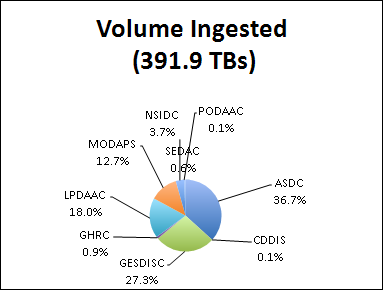 Volume Ingested
(391.9 TBs)
PODAAC
0.1%
NSIDC
3.7%
SEDAC
0.6%
MODAPS
12.7%
ASDC
36.7%
LPDAAC
18.0%
GHRC
0.9%
CDDIS
0.1%
GESDISC
27.3%